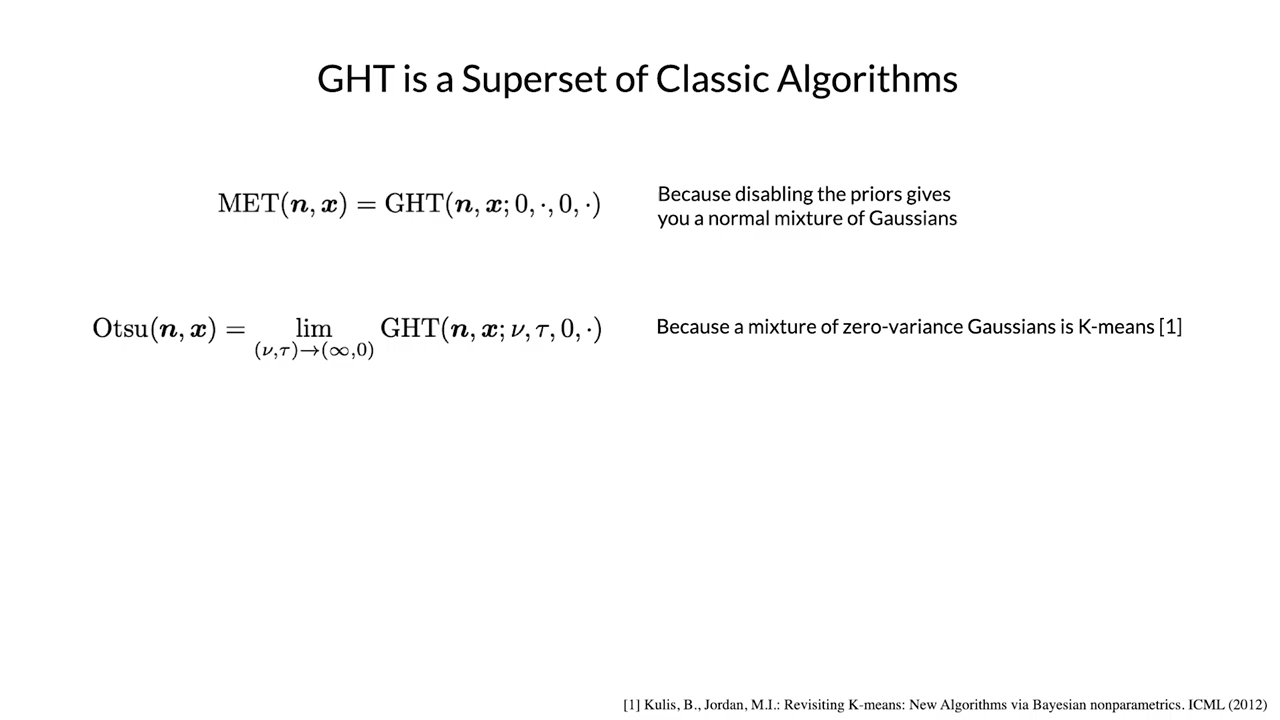 GHT is a Superset of Classic Algorithms
MET(n, x) = GHT(n, x; 0, ·, 0, ·)
Because disabling the priors gives
you a normal mixture of Gaussians
Otsu(n, x) = lim GHT(n, x; ν, τ, 0, ·)
(ν,τ)→(∞,0)
Because a mixture of zero-variance Gaussians is K-means [1]
[1] Kulis, B., Jordan, M.I.: Revisiting K-means: New Algorithms via Bayesian nonparametrics. ICML (2012)